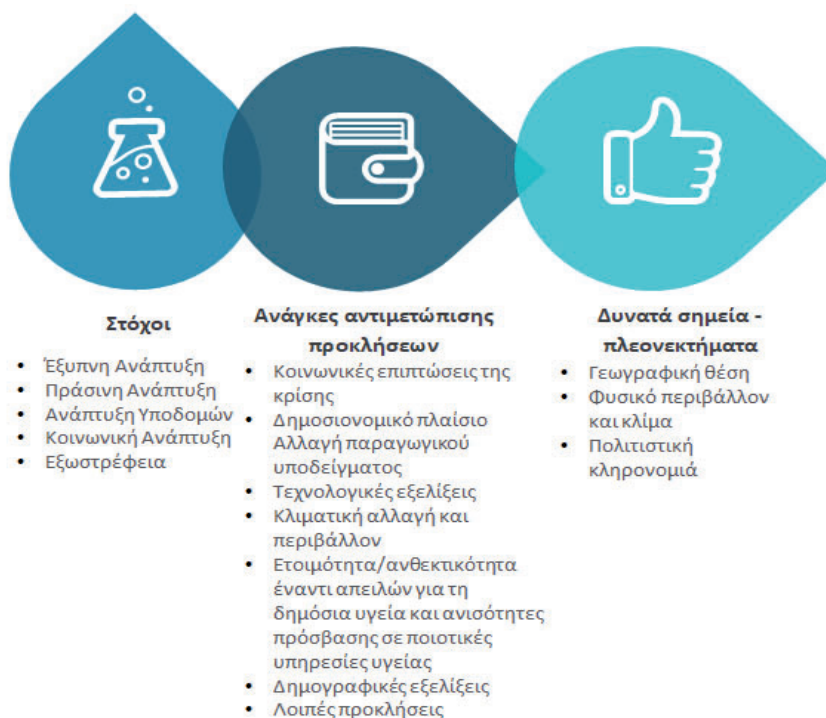 Στόχοι
• Έξυπνη Ανάπτυξη
• Πράσινη Ανάπτυξη
• Ανάπτυξη Υποδομών
• Κοινωνική Ανάπτυξη
• Εξωστρέφεια
Ανάγκες αντιμετώπισης
προκλήσεων
• Κοινωνικές επιπτώσεις της
κρίσης
• Δημοσιονομικό πλαίσιο
Αλλαγή παραγωγικού
υποδείγματος
• Τεχνολογικές εξελίξεις
• Κλιματική αλλαγή και
περιβάλλον
• Ετοιμότητα/ανθεκτικότητα
έναντι απειλών για τη
δημόσια υγεία και ανισότητες
πρόσβασης σε ποιοτικές
υπηρεσίες υγείας
• Δημογραφικές εξελίξεις
• Λοιπές προκλήσεις
Δυνατά σημεία -
πλεονεκτήματα
• Γεωγραφική θέση
• Φυσικό περιβάλλον
και κλίμα
• Πολιτιστική
κληρονομιά